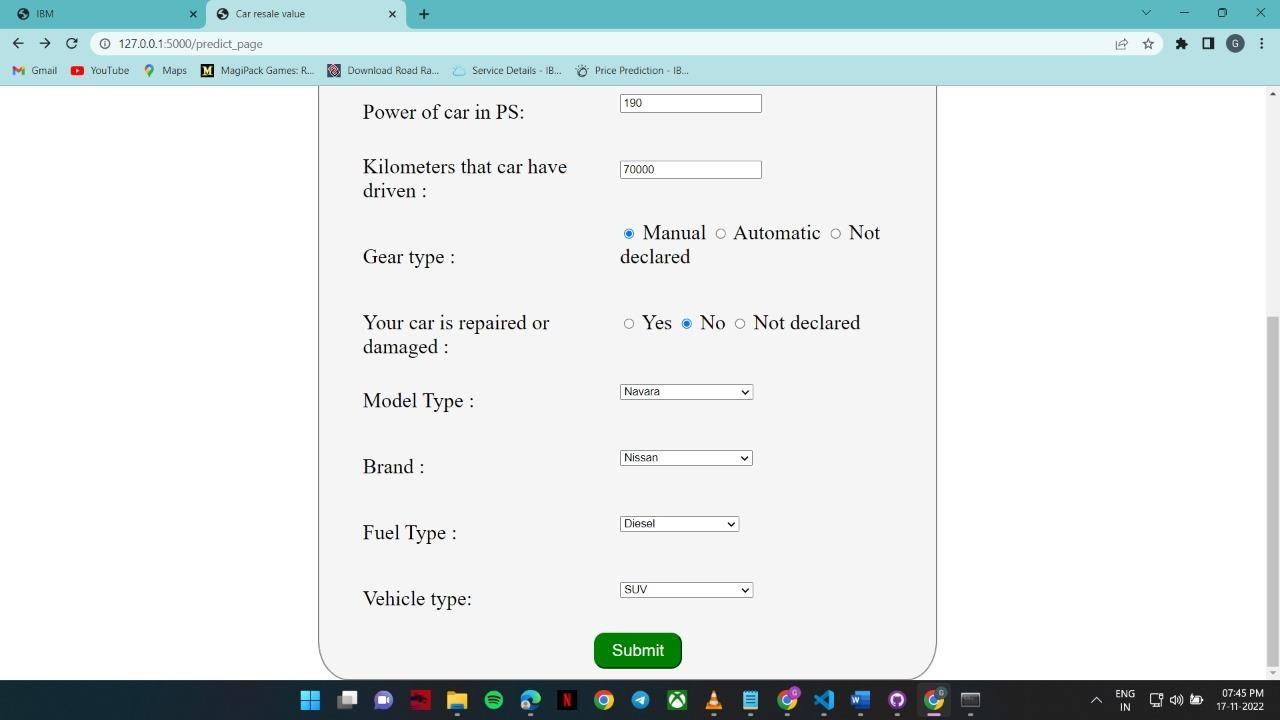 IBM
Car resale value
127.0.0.1:5000/predict_page
G
Gmail
YouTube
Maps
M
MagiPack Games: R...
Download Road Ra...
Service Details - IB...
Price Prediction - IB...
Power of car in PS:
190
Kilometers that car have
driven :
70000
Gear type :
Manual Automatic Not
declared
Your car is repaired or
damaged :
Yes No Not declared
Model Type :
Navara
Brand :
Nissan
Fuel Type :
Diesel
Vehicle type:
SUV
Submit
ENG
IN
07:45 PM
17-11-2022